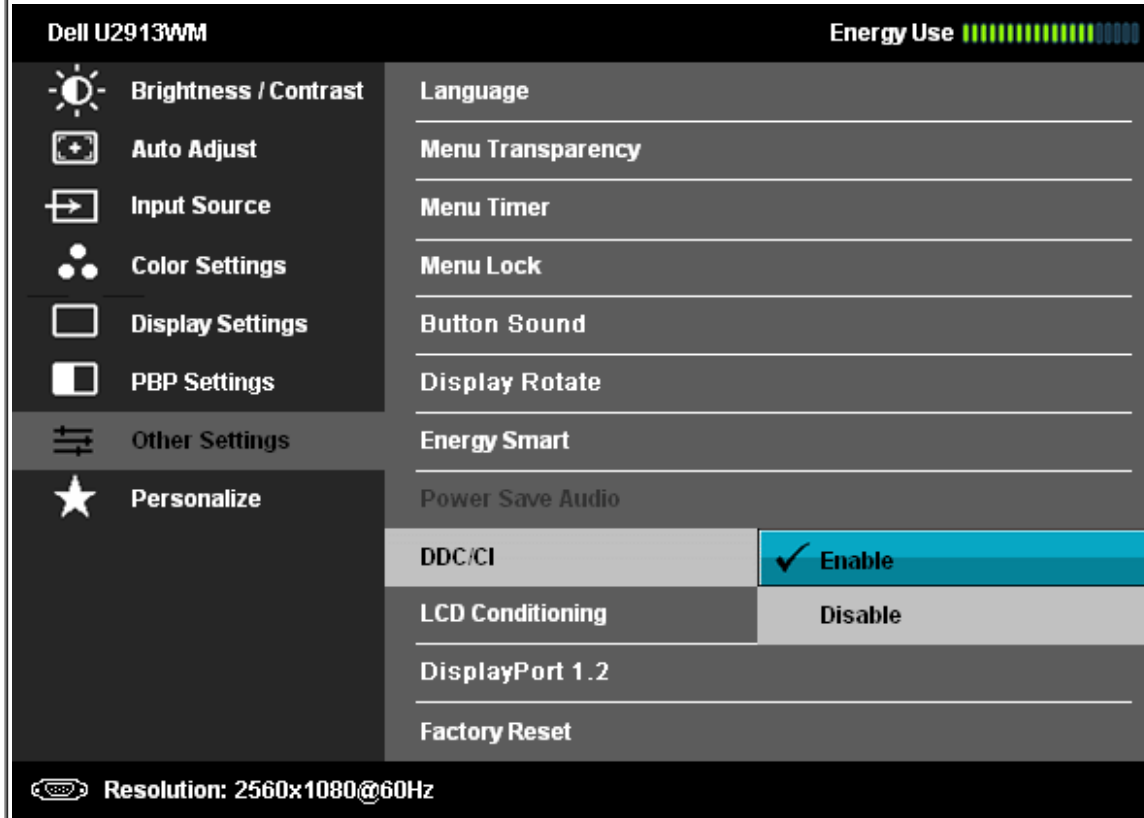 Dell U2913WM Energy Use
Brightness / Contrast Language
Auto Adjust Menu Transparency
Input Source Menu Timer
Color Settings Menu Lock
Display Settings Button Sound
PBP Settings Display Rotate
Other Settings Energy Smart
Personalize Power Save Audio
DDC/CI Enable
LCD Conditioning Disable
DisplayPort 1.2
Factory Reset
Resolution: 2560x1080@60Hz